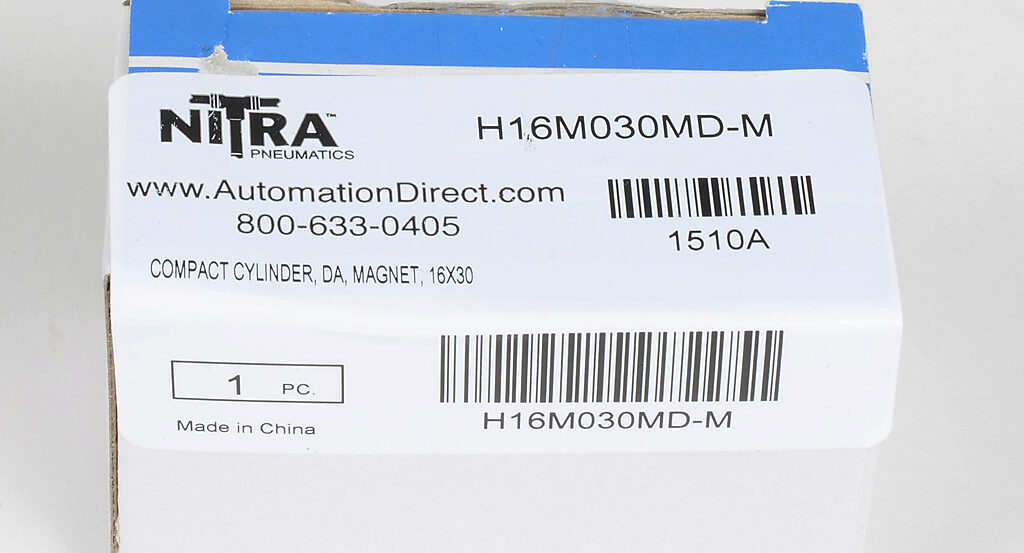 NITRA™
PNEUMATICS
H16M030MD-M
www.AutomationDirect.com
800-633-0405
1510A
COMPACT CYLINDER, DA, MAGNET, 16X30
1 PC.
Made in China
H16M030MD-M